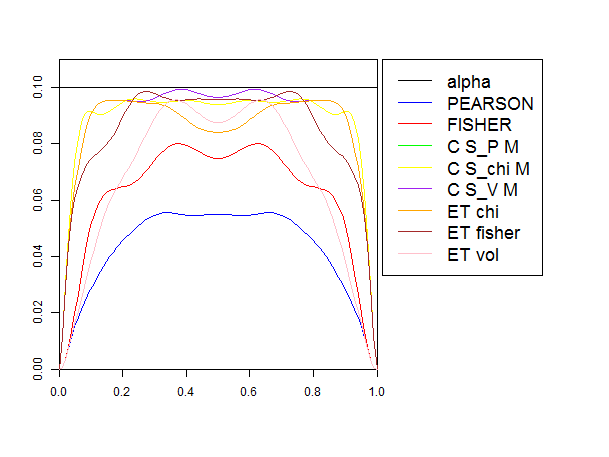 0.10
0.08
0.06
0.04
0.02
0.00
0.0 0.2 0.4 0.6 0.8 1.0
alpha
PEARSON
FISHER
C S_P M
C S_chi M
C S_V M
ET chi
ET fisher
ET vol